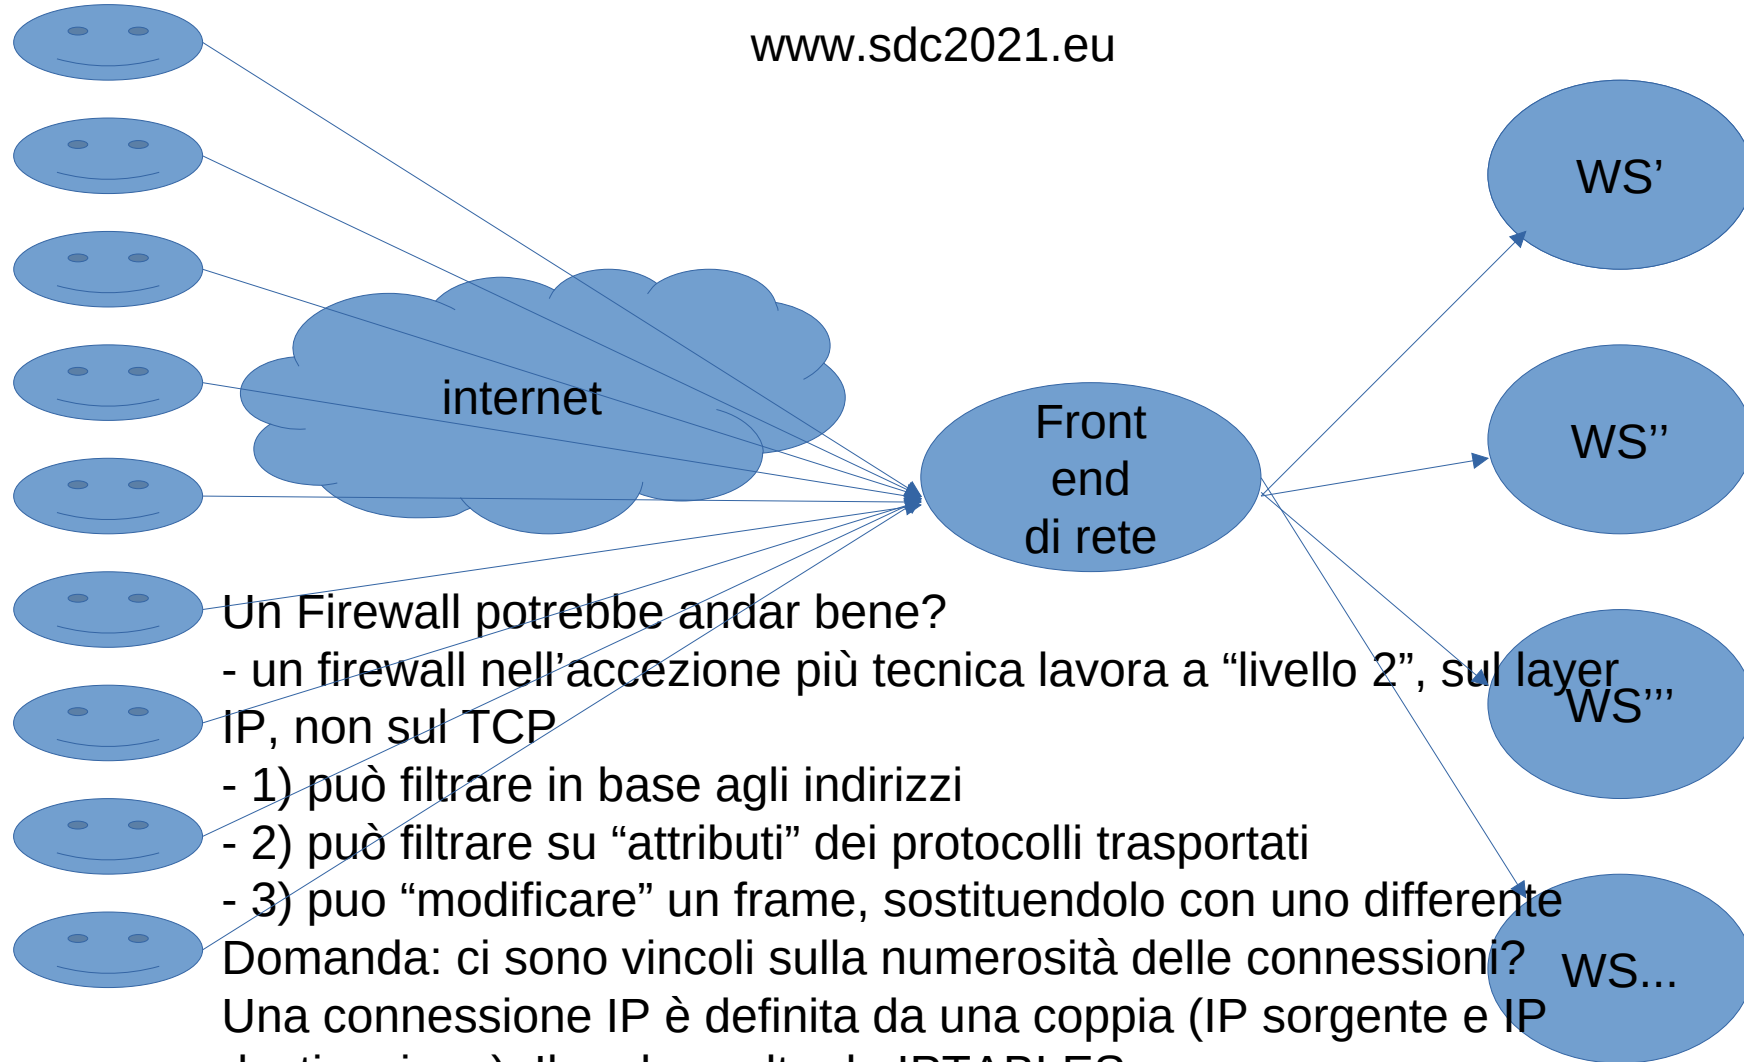 www.sdc2021.eu
WS’
internet
Front
end
di rete
WS’’
Un Firewall potrebbe andar bene?
- un firewall nell’accezione più tecnica lavora a “livello 2”, sul layer
IP, non sul TCP
WS’’’
- 1) può filtrare in base agli indirizzi
- 2) può filtrare su “attributi” dei protocolli trasportati
- 3) puo “modificare” un frame, sostituendolo con uno differente
Domanda: ci sono vincoli sulla numerosità delle connessioni?
WS...
Una connessione IP è definita da una coppia (IP sorgente e IP
IPTABLES